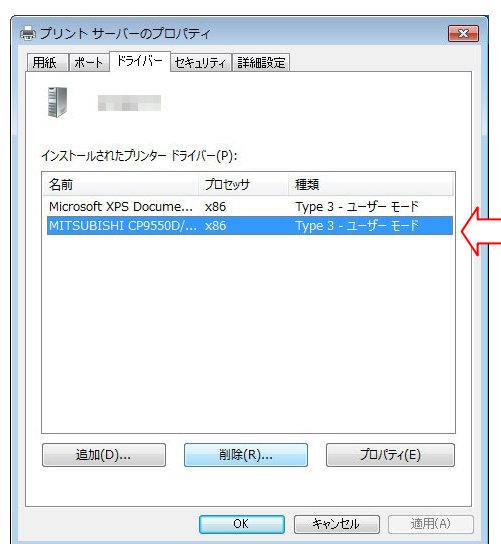 プリント サーバーのプロパティ
用紙 ポート ドライバー セキュリティ 詳細設定
インストールされたプリンター ドライバー(P):
名前 プロセッサ 種類
Microsoft XPS Docume... x86 Type 3 - ユーザー モード
MITSUBISHI CP9550D/... x86 Type 3 - ユーザー モード
追加(D)... 削除(R)... プロパティ(E)
OK キャンセル 適用(A)